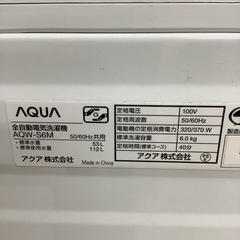 AQUA
全自動電気洗濯機
AQW-S6M
50/60Hz共用
・標準水量 53L
・標準使用水量 112L
アクア株式会社
Made in China
定格電圧 100V
定格周波数 50/60Hz
電動機の定格消費電力 320/370 W
標準洗濯容量 6.0 kg
定格時間(標準コース) 40分
アクア株式会社